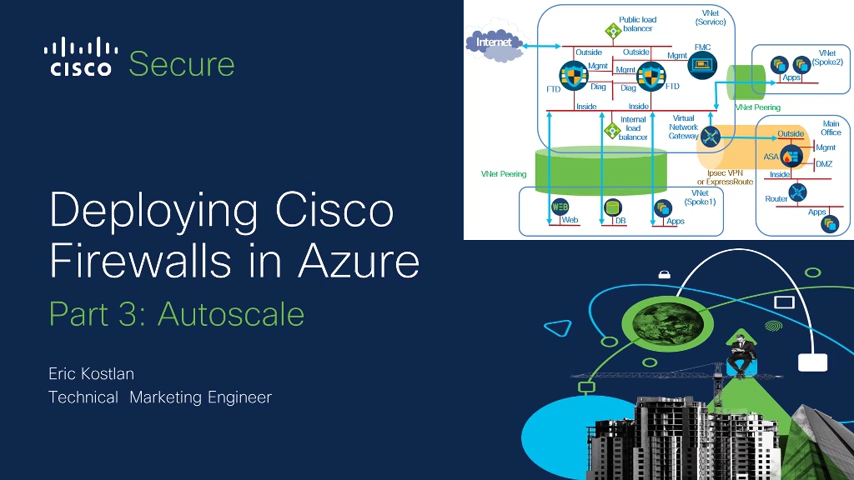 CISCO Secure
Deploying Cisco
Firewalls in Azure
Part 3: Autoscale
Eric Kostlan
Technical Marketing Engineer
Internet
Public load
balancer
VNet
(Service)
Outside
Outside
Mgmt
FMC
Mgmt
Mgmt
FTD
FTD
Diag
Diag
Inside
Inside
Internal
load
balancer
Virtual
Network
Gateway
VNet
(Spoke2)
Apps
VNet Peering
Main
Office
Outside
Mgmt
ASA
DMZ
Inside
Router
Apps
Ipsec VPN
or ExpressRoute
VNet Peering
VNet
(Spoke1)
WEB
Web
DB
Apps